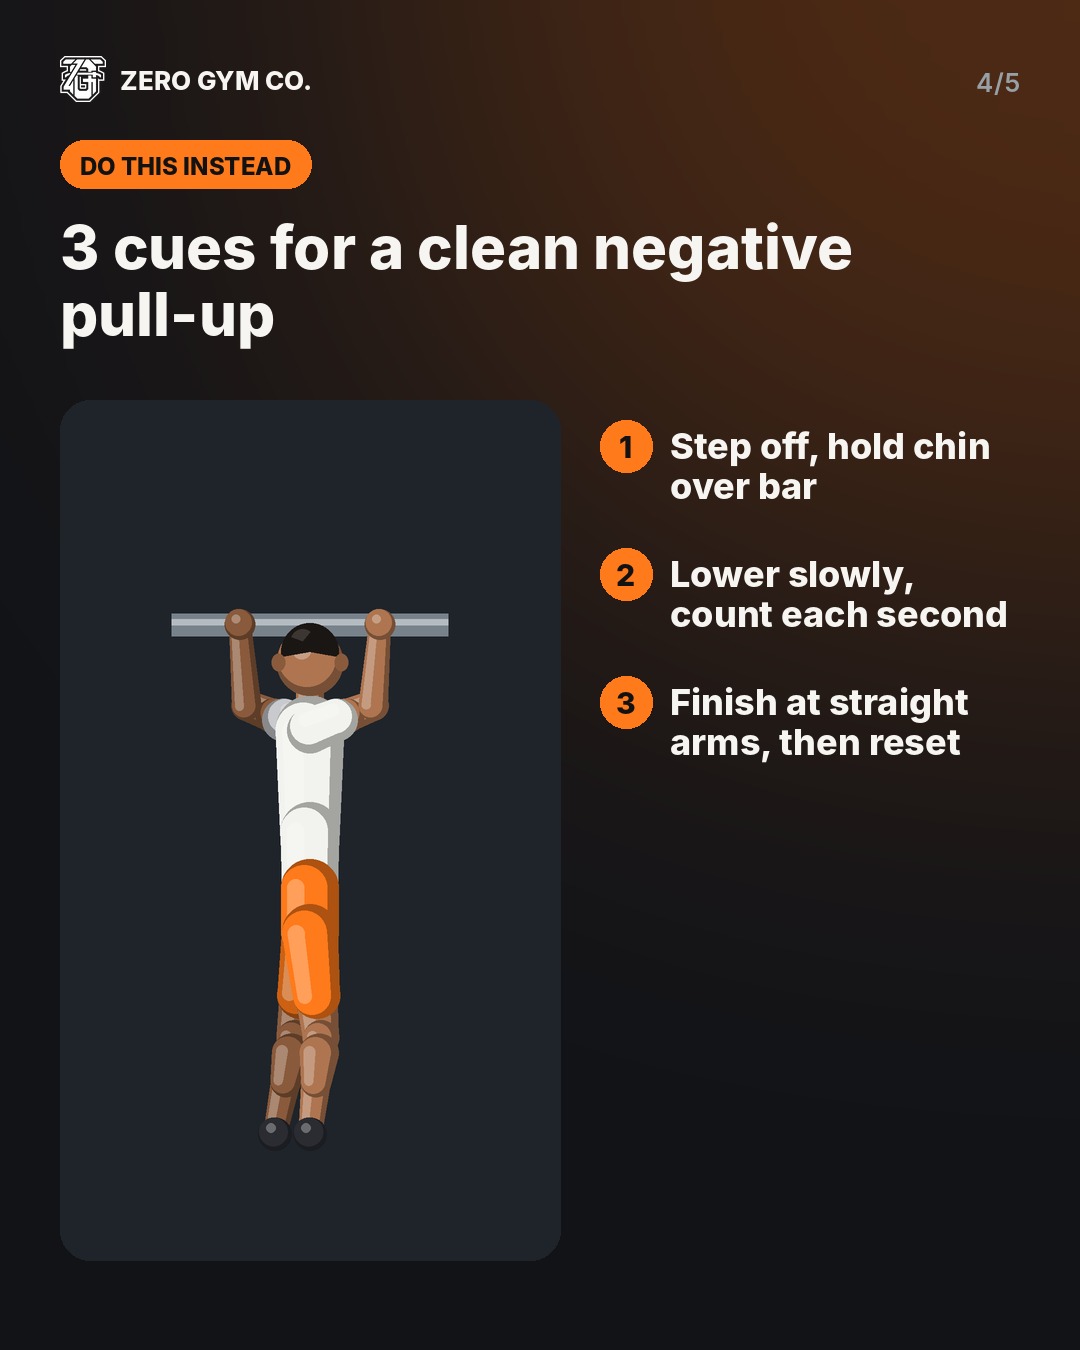 ZERO GYM CO.
4/5
DO THIS INSTEAD
3 cues for a clean negative
pull-up
1 Step off, hold chin
over bar
2 Lower slowly,
count each second
3 Finish at straight
arms, then reset